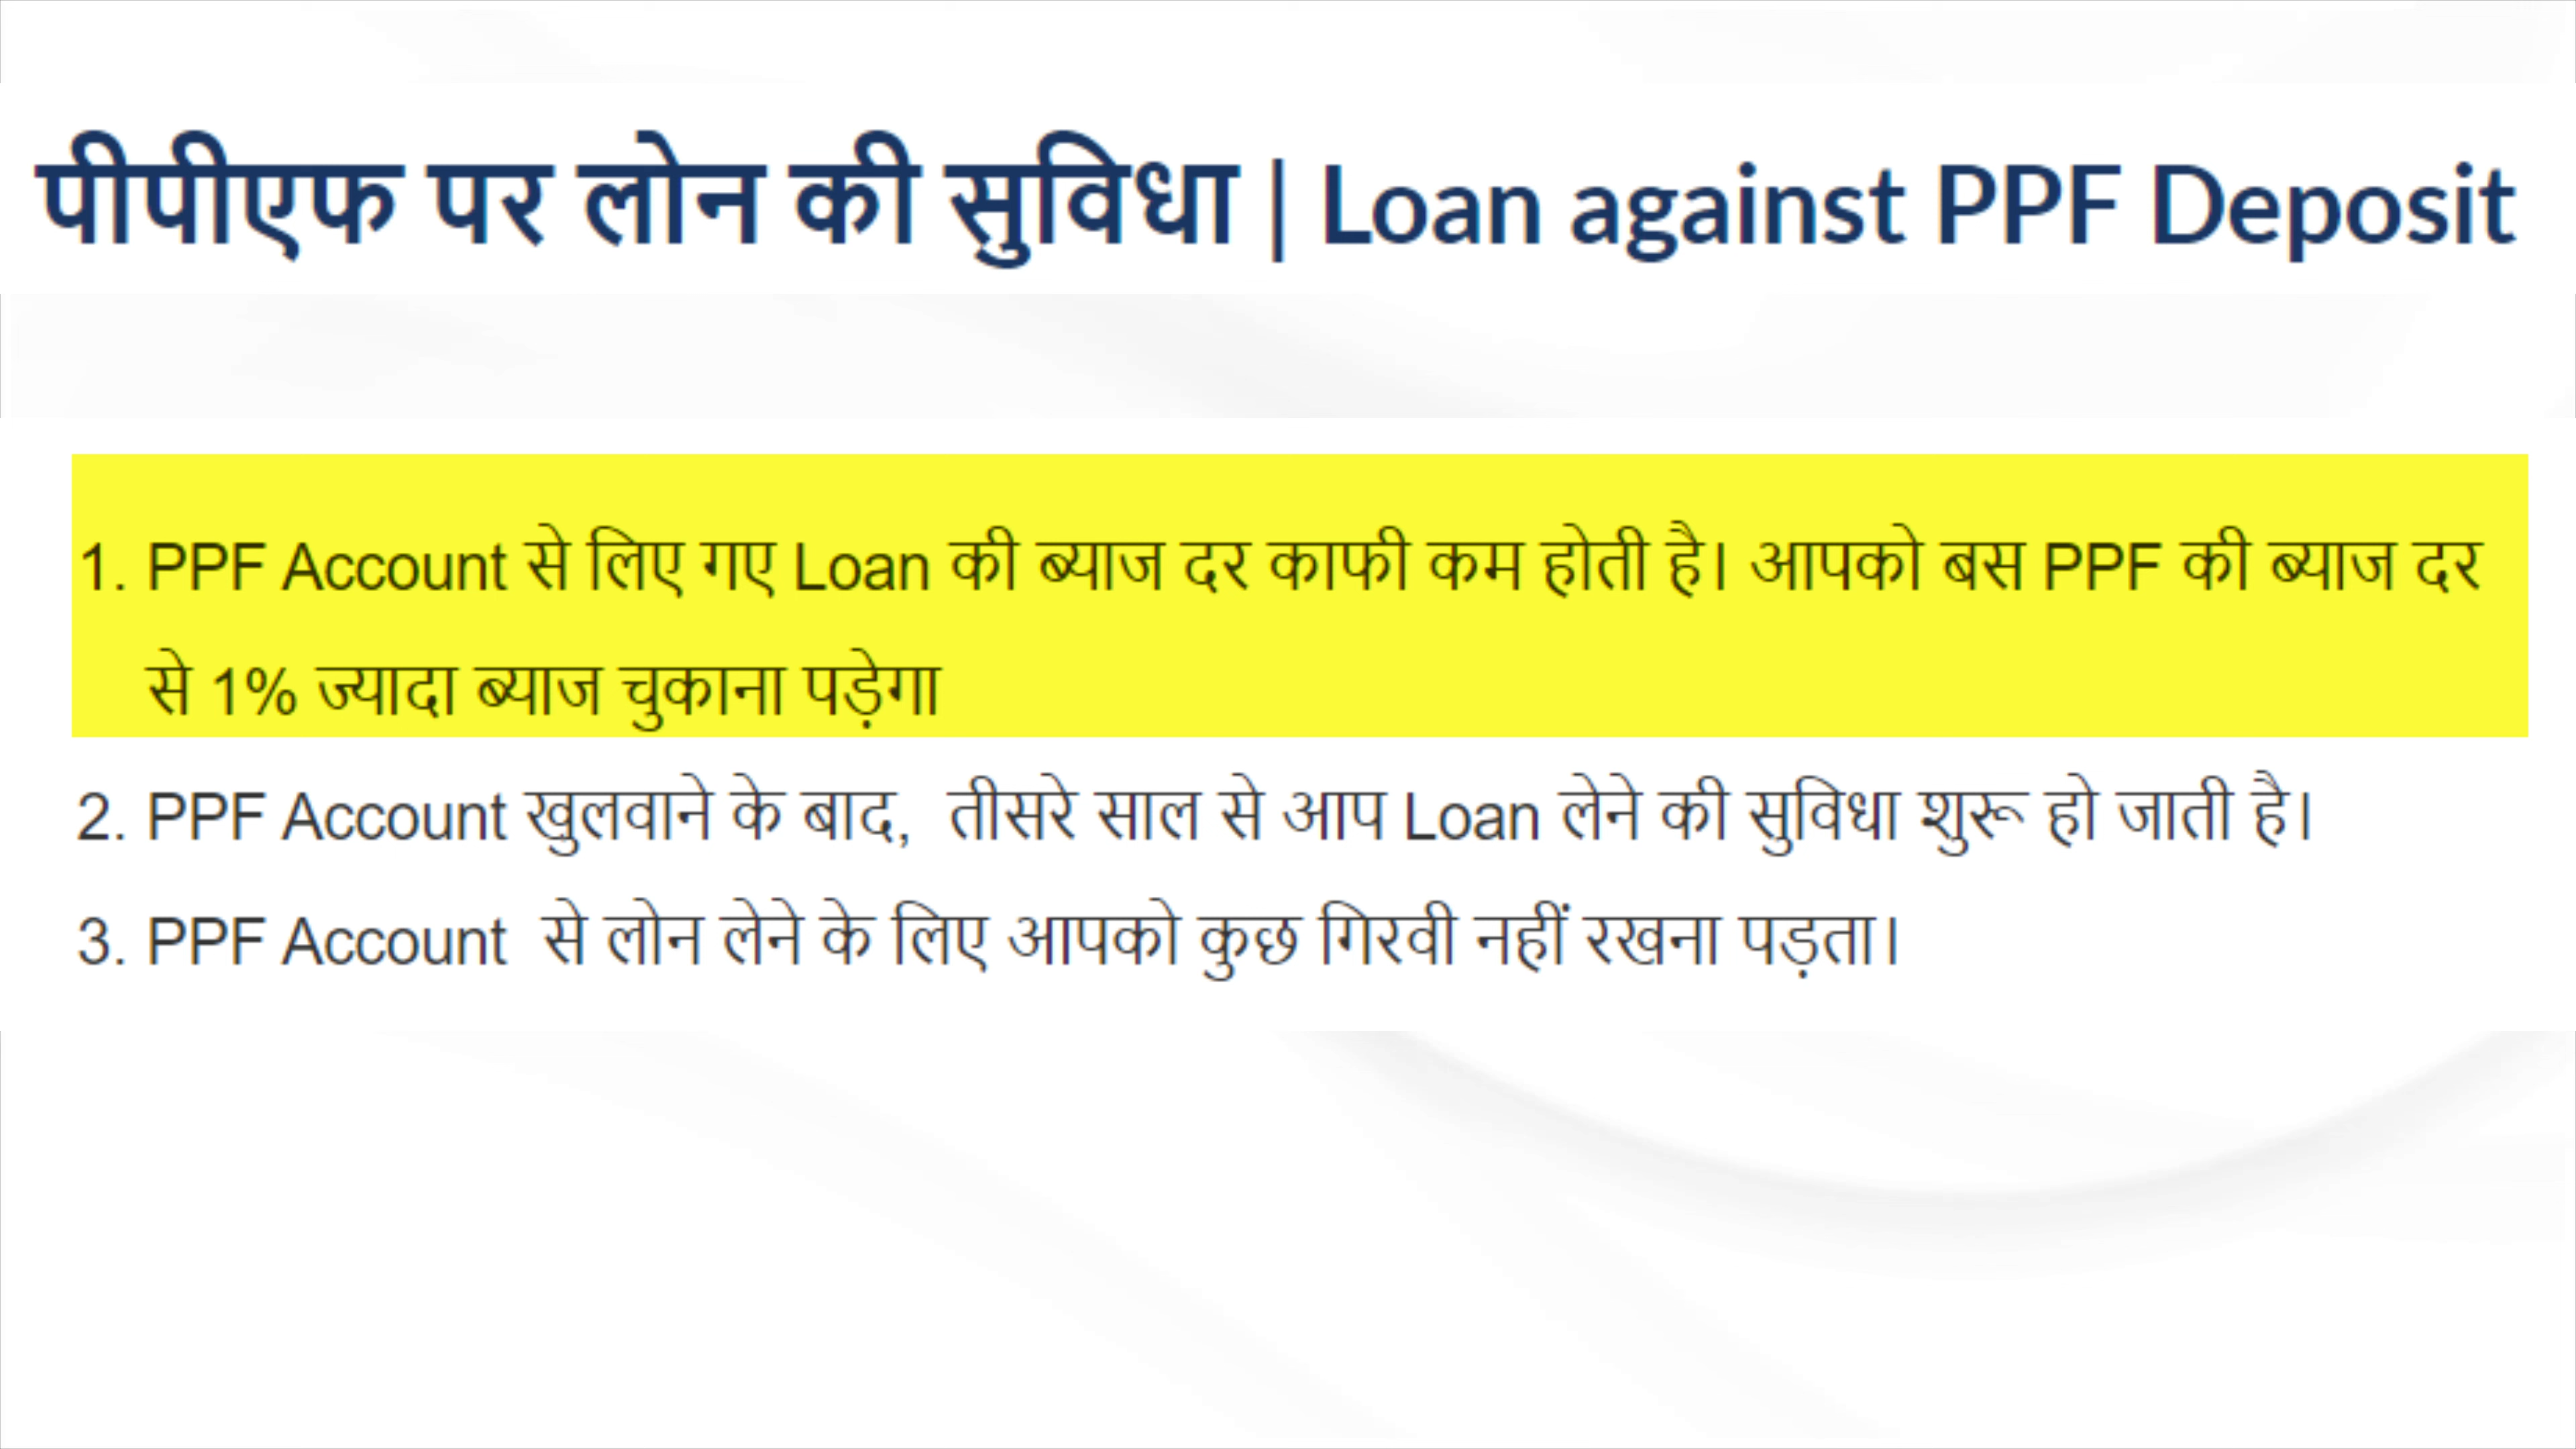 पीपीएफ पर लोन की सुविधा | Loan against PPF Deposit
1. PPF Account से लिए गए Loan की ब्याज दर काफी कम होती है। आपको बस PPF की ब्याज दर
से 1% ज्यादा ब्याज चुकाना पड़ेगा
2. PPF Account खुलवाने के बाद,  तीसरे साल से आप Loan लेने की सुविधा शुरू हो जाती है।
3. PPF Account  से लोन लेने के लिए आपको कुछ गिरवी नहीं रखना पड़ता।